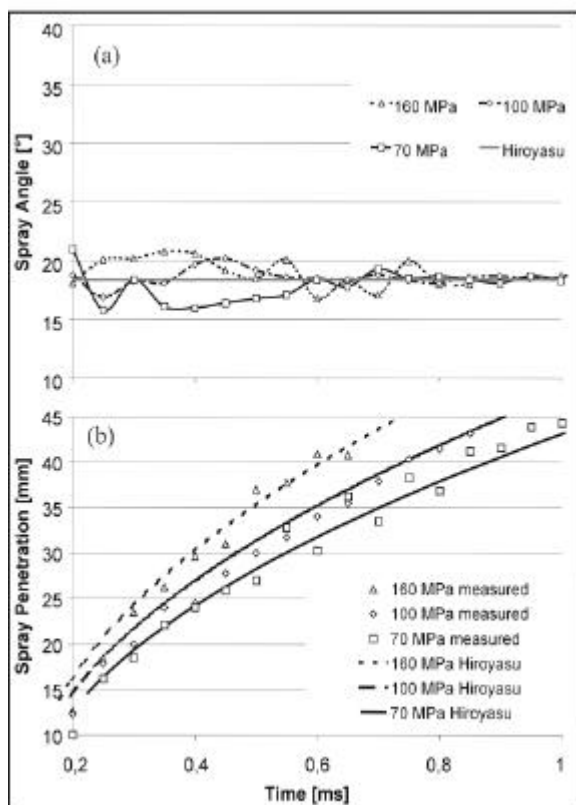 (a)
40
35
30
25
20
15
10
Spray Angle [°]
160 MPa
100 MPa
70 MPa
Hiroyasu
(b)
45
40
35
30
25
20
15
10
Spray Penetration [mm]
160 MPa measured
100 MPa measured
70 MPa measured
160 MPa Hiroyasu
100 MPa Hiroyasu
70 MPa Hiroyasu
0,2
0,4
0,6
0,8
1
Time [ms]